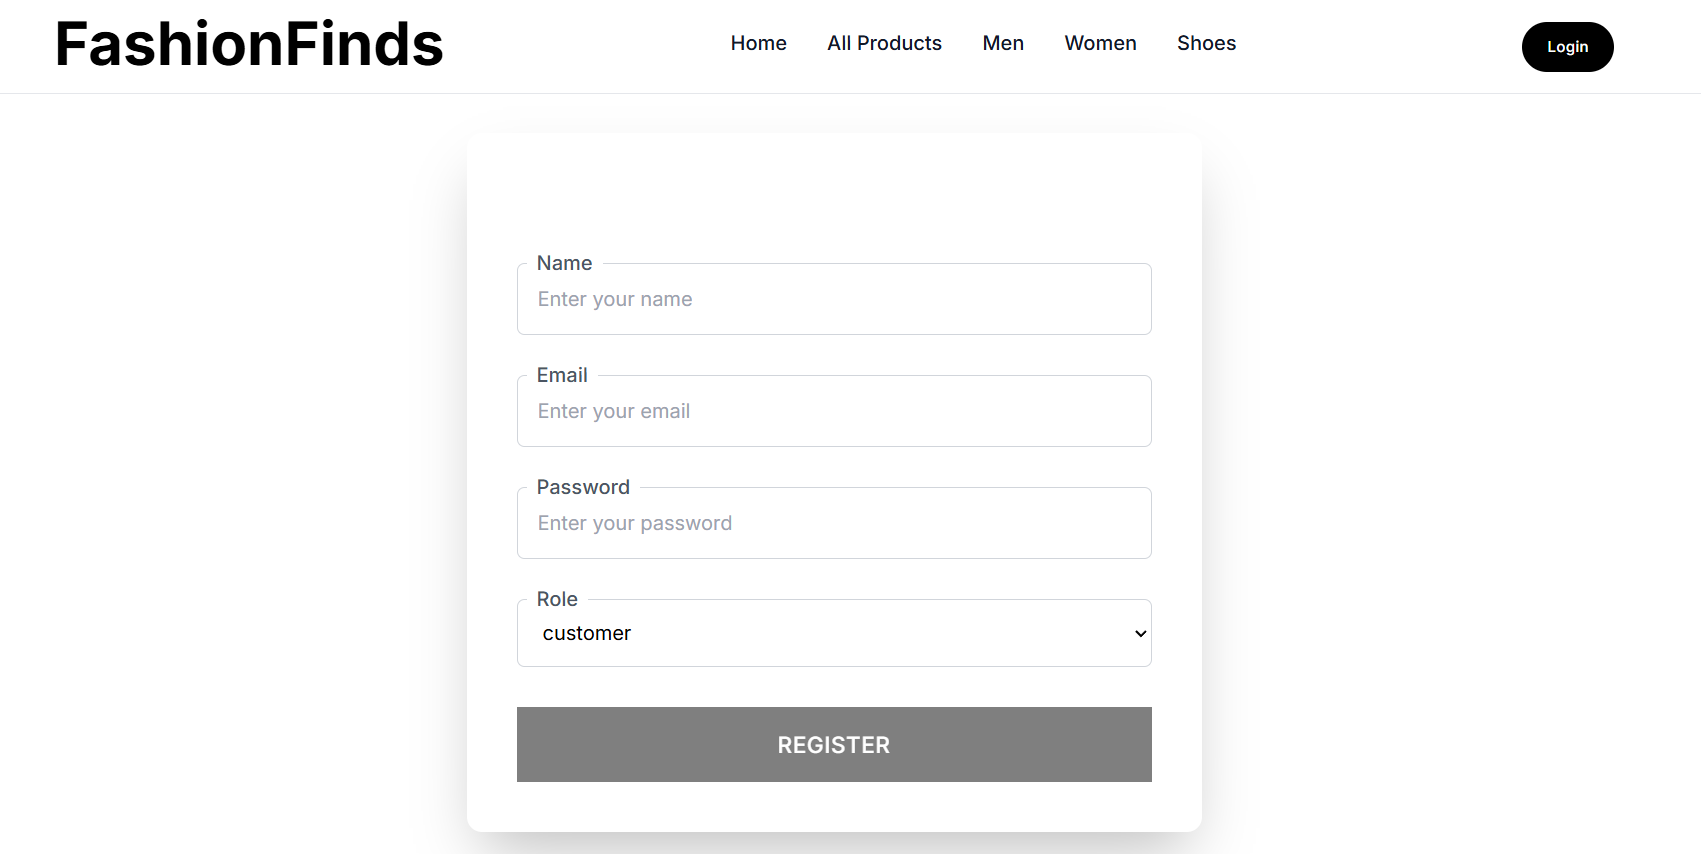 FashionFinds
Home All Products Men Women Shoes
Login
Name
Enter your name
Email
Enter your email
Password
Enter your password
Role
customer
REGISTER